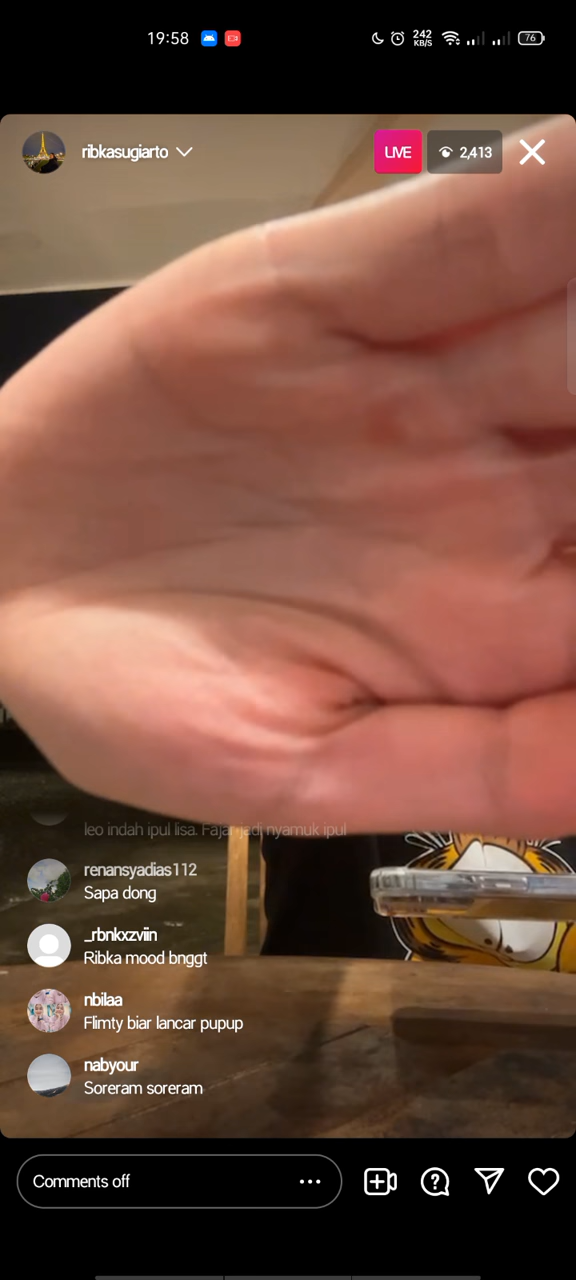 19:58
242
KB/S
76
ribkasugiarto
LIVE
2,413
leo indah ipul lisa. Fajar jadi nyamuk ipul
renansyadias112
Sapa dong
_rbnkxzviin
Ribka mood bnggt
nbilaa
Flimty biar lancar pupup
nabyour
Soreram soreram
Comments off